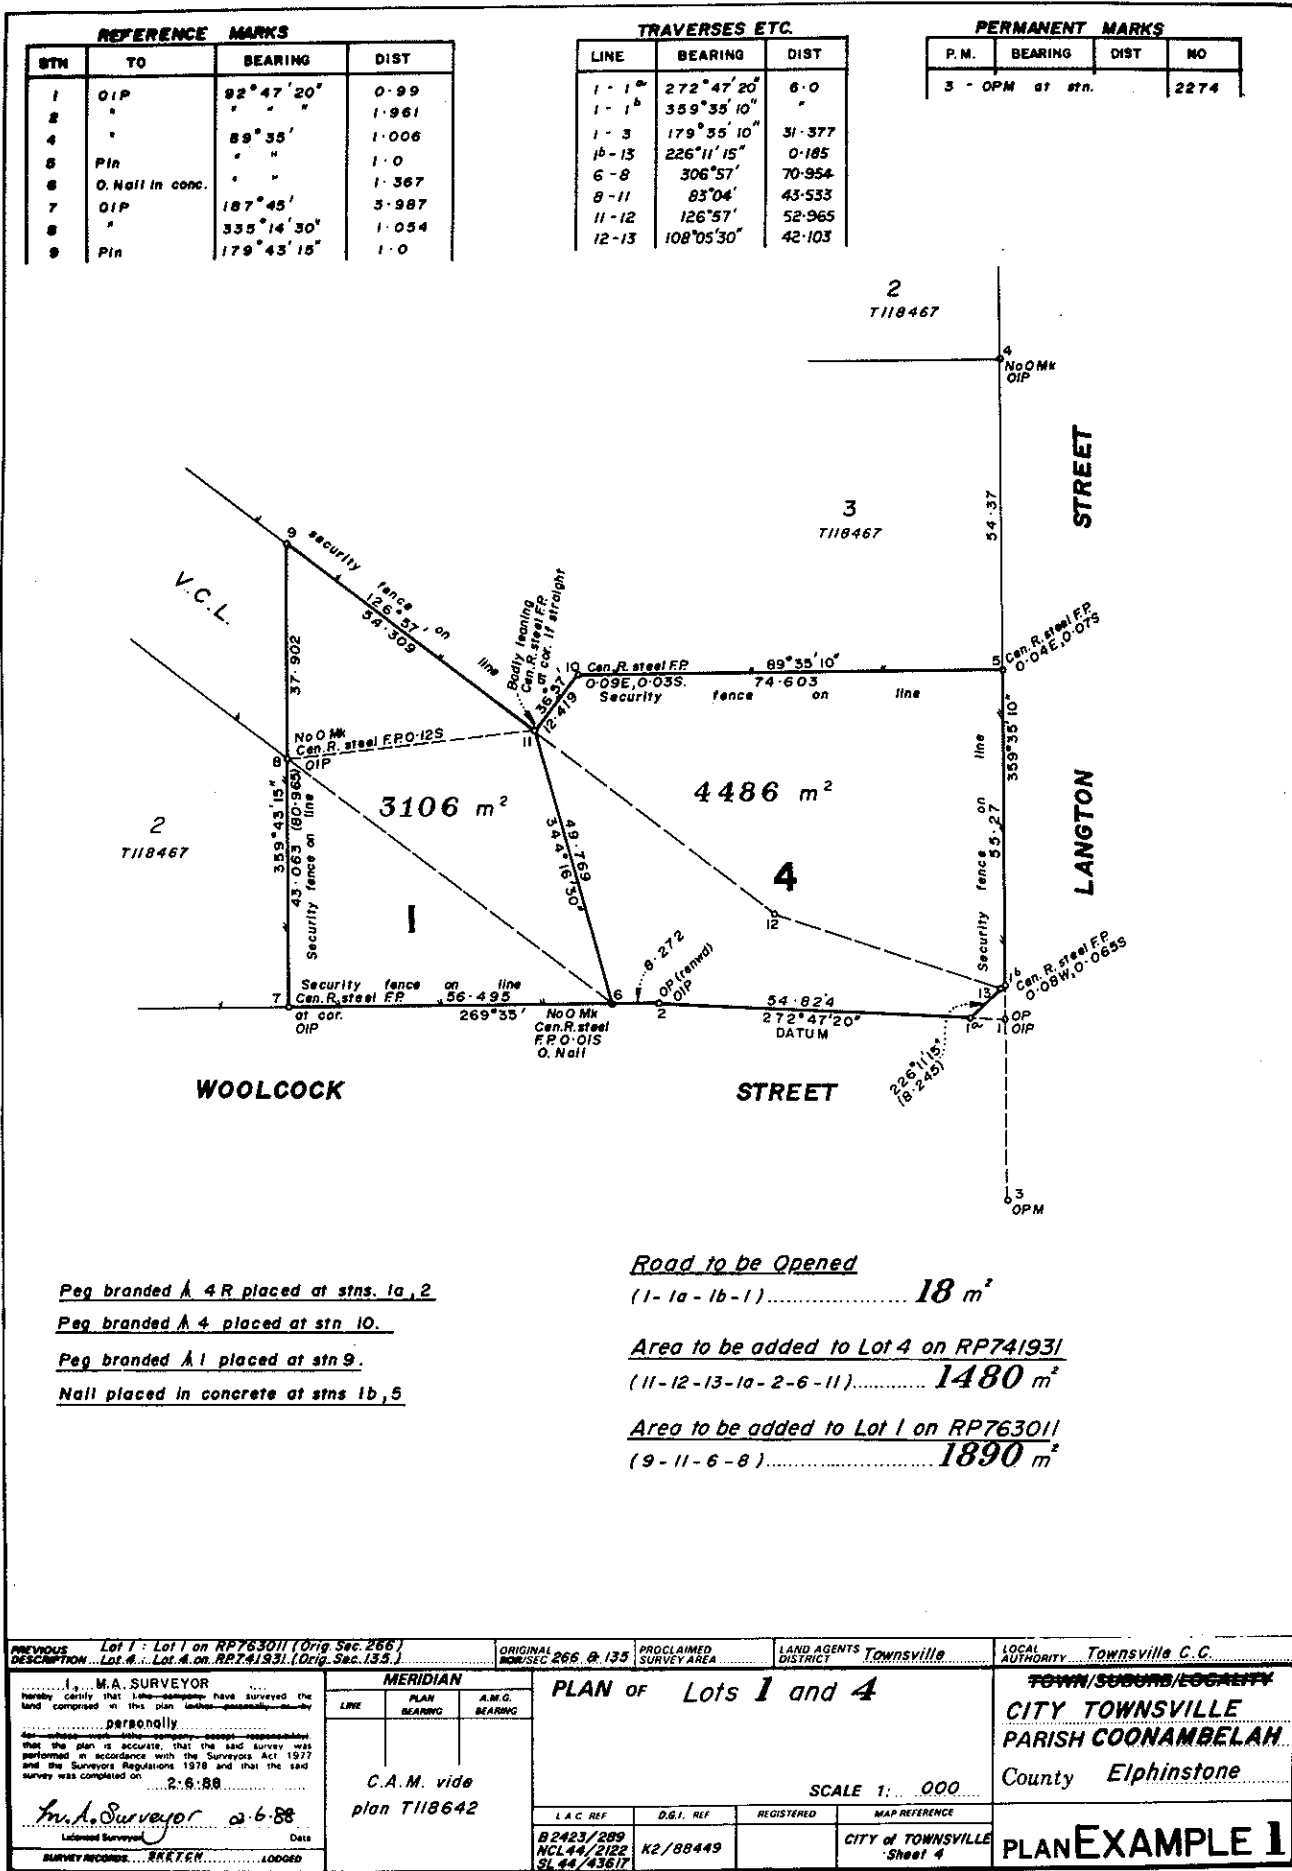 REFERENCE MARKS
STN TO BEARING DIST
1 OIP 92°47'20" 0·99
2 " " " " 1·961
4 " 89°35' 1·006
5 Pin " " 1·0
6 O. Nail in conc. " " 1·367
7 OIP 187°45' 3·987
8 " 335°14'30" 1·054
9 Pin 179°43'15" 1·0
TRAVERSES ETC.
LINE BEARING DIST
1 - 1a 272°47'20" 6·0
1 - 1b 359°35'10" "
1 - 3 179°35'10" 31·377
1b - 13 226°11'15" 0·185
6 - 8 306°57' 70·954
8 - 11 83°04' 43·533
11 - 12 126°57' 52·965
12 - 13 108°05'30" 42·103
PERMANENT MARKS
P.M. BEARING DIST NO
3 - OPM at stn. 2274
2
T118467
4
No O Mk
OIP
STREET
54·37
3
T118467
9
security fence on line
126°57'
54·309
V.C.L.
37·902
Badly leaning
Cen.R.steel F.P.
at cor. if straight
36°57'
12·419
10
Cen.R. steel F.P.
0·09E,0·03S.
89°35'10"
74·603
Security fence on line
5
Cen.R.steel F.P.
0·04E,0·07S
11
No O Mk
Cen.R. steel F.P. 0·12S
8
OIP
3106 m²
4486 m²
359°35'10"
55·27
Security fence on line
LANGTON
2
T118467
359°43'15"
43·063 (80·965)
Security fence on line
49·769
344°16'30"
1
4
12
8·272
OP (renwd)
OIP
1b
Cen.R. steel F.P.
0·08W,0·065S
13
7
Security fence on line
Cen.R.steel F.P.
at cor.
OIP
56·495
269°35'
6
No O Mk
Cen.R.steel
F.P. 0·01S
O. Nail
2
54·824
272°47'20"
DATUM
1a
1
OP
OIP
226°11'15"
(8·245)
WOOLCOCK STREET
3
OPM
Peg branded 4R placed at stns. 1a, 2
Peg branded 4 placed at stn 10.
Peg branded 1 placed at stn 9.
Nail placed in concrete at stns 1b, 5
Road to be Opened
(1-1a-1b-1) .................... 18 m²
Area to be added to Lot 4 on RP741931
(11-12-13-1a-2-6-11) ........... 1480 m²
Area to be added to Lot 1 on RP763011
(9-11-6-8) ........................ 1890 m²
PREVIOUS DESCRIPTION
Lot 1 : Lot 1 on RP763011 (Orig. Sec. 266)
Lot 4 : Lot 4 on RP741931 (Orig. Sec. 135)
ORIGINAL POR/SEC 266 & 135
PROCLAIMED SURVEY AREA
LAND AGENTS DISTRICT Townsville
LOCAL AUTHORITY Townsville C.C.
I, M.A. SURVEYOR
hereby certify that I the company have surveyed the
land comprised in this plan
personally
that the plan is accurate, that the said survey was
performed in accordance with the Surveyors Act 1977
and the Surveyors Regulations 1978 and that the said
survey was completed on 2·6·88
M.A. Surveyor 2·6·88
Licensed Surveyor Date
SURVEY RECORDS SKETCH LODGED
MERIDIAN
LINE PLAN BEARING A.M.G. BEARING
C.A.M. vide
plan T118642
PLAN OF Lots 1 and 4
SCALE 1: 000
L A C REF D.G.I. REF REGISTERED MAP REFERENCE
B2423/289
NCL44/2122
SL 44/43617
K2/88449
CITY of TOWNSVILLE
Sheet 4
TOWN/SUBURB/LOCALITY
CITY TOWNSVILLE
PARISH COONAMBELAH
County Elphinstone
PLAN EXAMPLE 1